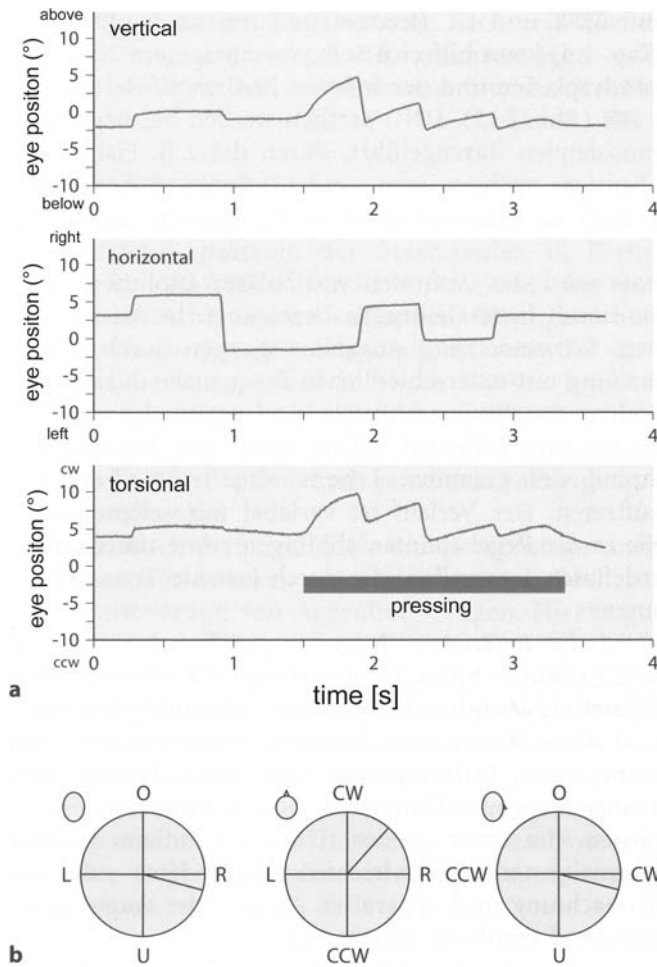 above
vertical
10
5
0
-5
-10
eye positon (°)
below
0 1 2 3 4
right
horizontal
10
5
0
-5
-10
eye positon (°)
left
0 1 2 3 4
cw
torsional
10
5
0
-5
-10
eye positon (°)
pressing
ccw
0 1 2 3 4
a
time [s]
O CW O
L R L R CCW CW
U CCW U
b